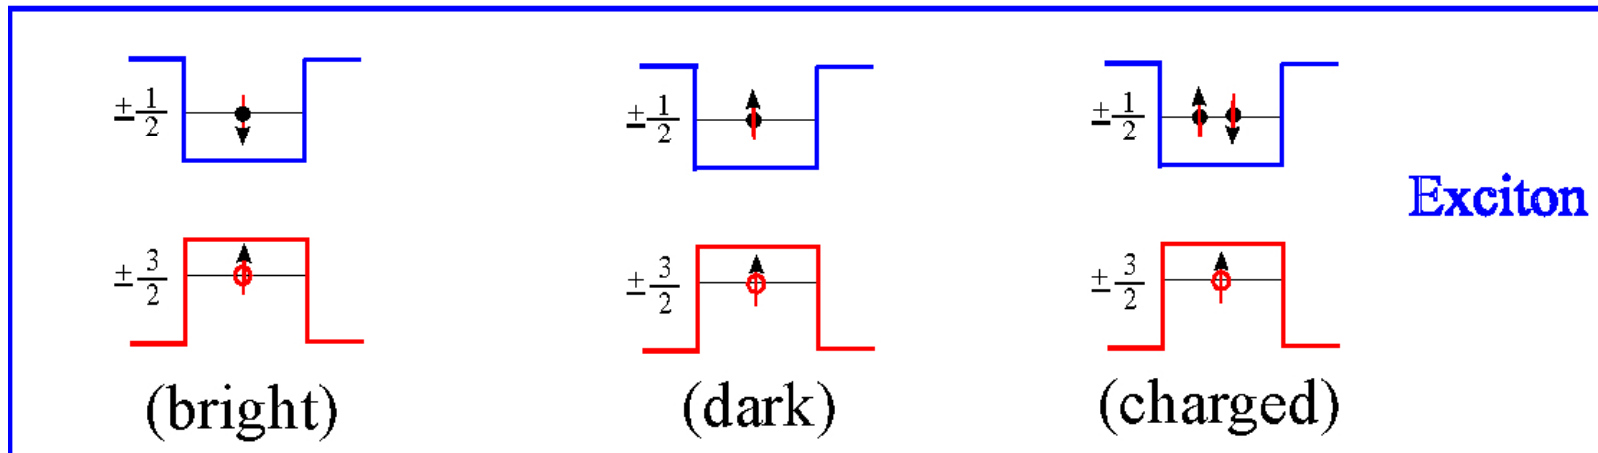 ± 1/2
± 1/2
± 1/2
Exciton
± 3/2
± 3/2
± 3/2
(bright)
(dark)
(charged)